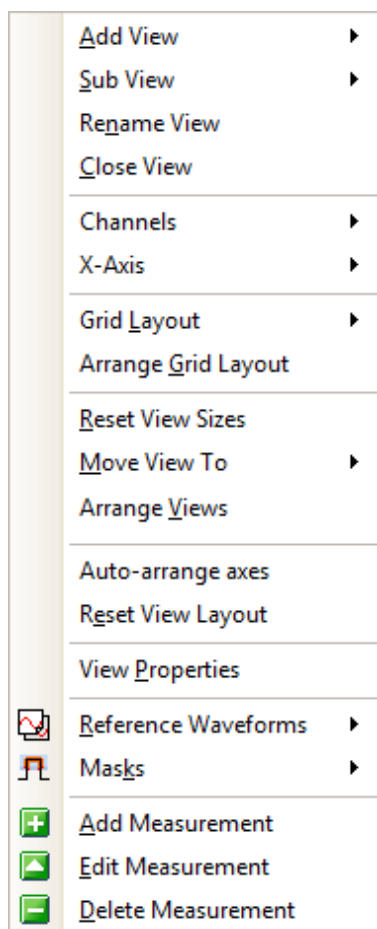 Add View
Sub View
Rename View
Close View
Channels
X-Axis
Grid Layout
Arrange Grid Layout
Reset View Sizes
Move View To
Arrange Views
Auto-arrange axes
Reset View Layout
View Properties
Reference Waveforms
Masks
Add Measurement
Edit Measurement
Delete Measurement